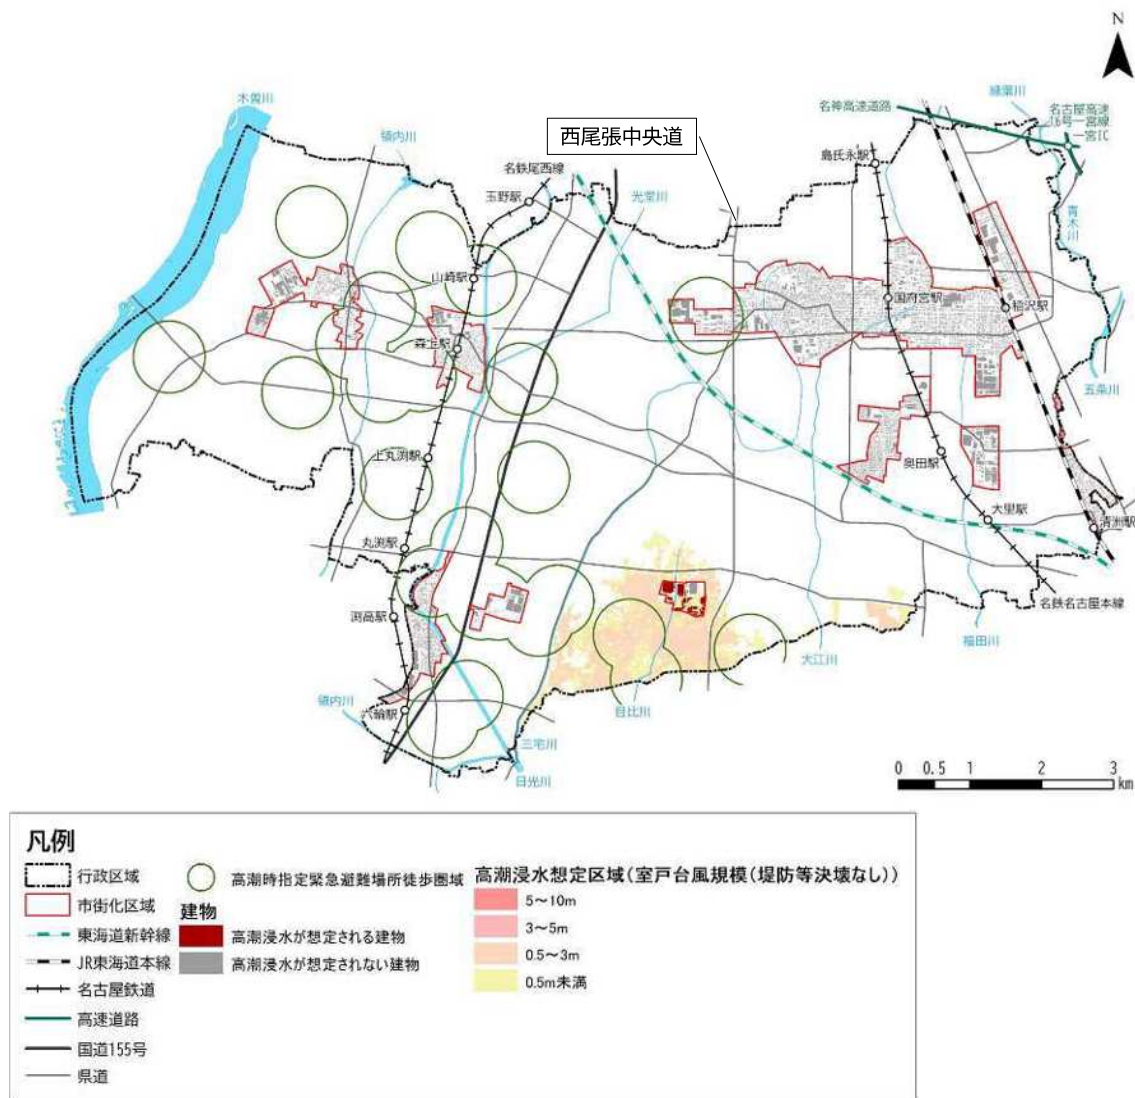 N
木曽川
領内川
名神高速道路
縁葉川
名古屋高速
16号一宮線
一宮IC
西尾張中央道
島氏永駅
名鉄尾西線
玉野駅
光堂川
青木川
山崎駅
国府宮駅
稲沢駅
森上駅
五条川
上丸渕駅
奥田駅
大里駅
清洲駅
丸渕駅
渕高駅
名鉄名古屋本線
福田川
大江川
領内川
六輪駅
目比川
三宅川
日光川
0 0.5 1 2 3
km
凡例
行政区域
市街化区域
東海道新幹線
JR東海道本線
名古屋鉄道
高速道路
国道155号
県道
高潮時指定緊急避難場所徒歩圏域
建物
高潮浸水が想定される建物
高潮浸水が想定されない建物
高潮浸水想定区域(室戸台風規模(堤防等決壊なし))
5～10m
3～5m
0.5～3m
0.5m未満